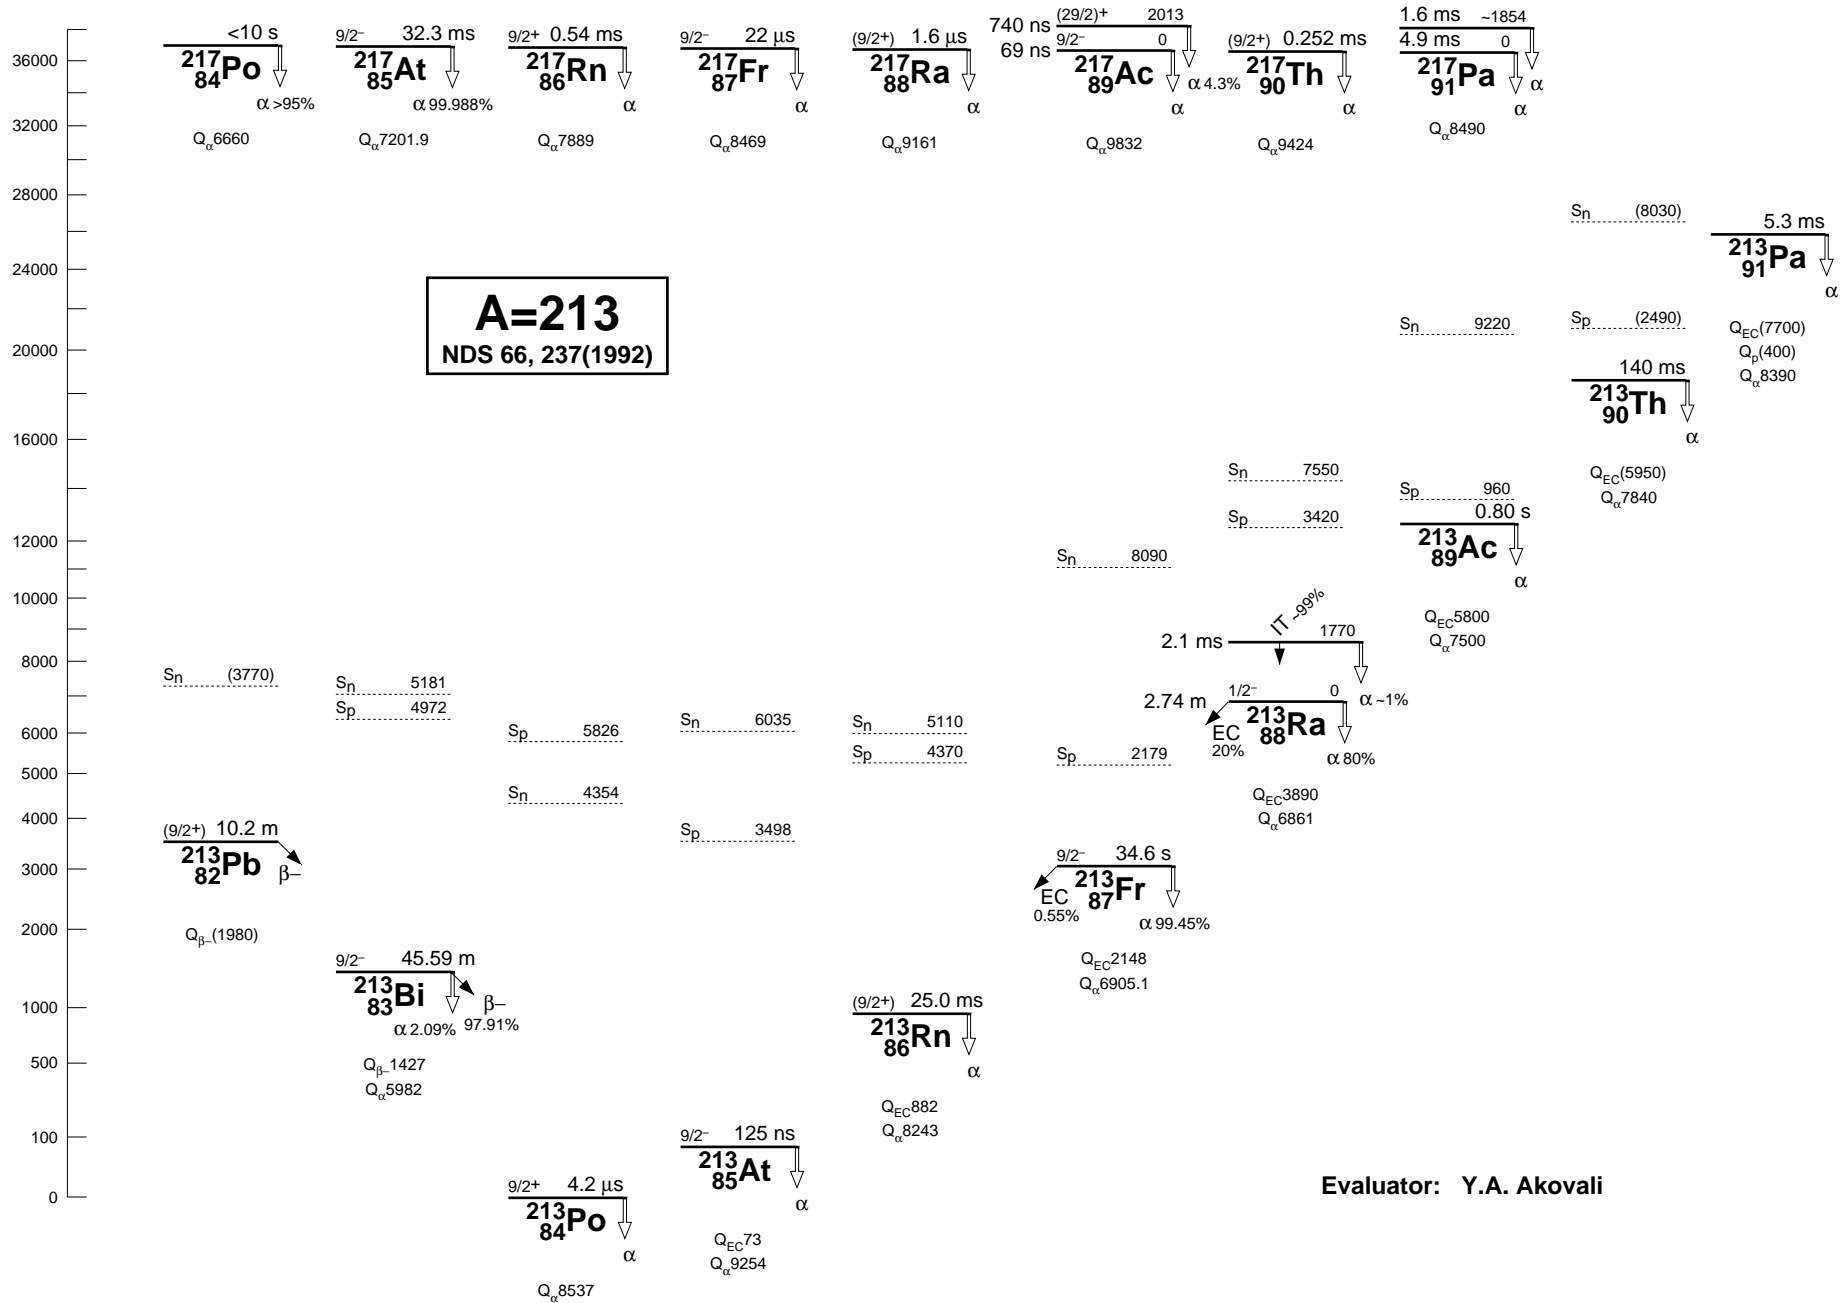 <10 s
217 84Po
α >95%
Qα6660
9/2− 32.3 ms
217 85At
α 99.988%
Qα7201.9
9/2+ 0.54 ms
217 86Rn
α
Qα7889
9/2− 22 µs
217 87Fr
α
Qα8469
(9/2+) 1.6 µs
217 88Ra
α
Qα9161
740 ns (29/2)+ 2013
69 ns 9/2− 0
217 89Ac
α 4.3%
α
Qα9832
(9/2+) 0.252 ms
217 90Th
α
Qα9424
1.6 ms ~1854
4.9 ms 0
217 91Pa
α
α
Qα8490
36000
32000
28000
24000
20000
16000
12000
10000
8000
6000
5000
4000
3000
2000
1000
500
100
0
A=213
NDS 66, 237(1992)
Sn (3770)
(9/2+) 10.2 m
213 82Pb
β−
Qβ−(1980)
Sn 5181
Sp 4972
9/2− 45.59 m
213 83Bi
β−
97.91%
α 2.09%
Qβ−1427
Qα5982
Sp 5826
Sn 4354
9/2+ 4.2 µs
213 84Po
α
Qα8537
Sn 6035
Sp 3498
9/2− 125 ns
213 85At
α
QEC73
Qα9254
Sn 5110
Sp 4370
(9/2+) 25.0 ms
213 86Rn
α
QEC882
Qα8243
Sn 8090
Sp 2179
9/2− 34.6 s
213 87Fr
EC
0.55%
α 99.45%
QEC2148
Qα6905.1
Sn 7550
Sp 3420
IT ~99%
2.1 ms 1770
α ~1%
2.74 m 1/2− 0
213 88Ra
EC
20%
α 80%
QEC3890
Qα6861
Sn 9220
Sp 960
0.80 s
213 89Ac
α
QEC5800
Qα7500
Sn (8030)
Sp (2490)
140 ms
213 90Th
α
QEC(5950)
Qα7840
5.3 ms
213 91Pa
α
QEC(7700)
Qp(400)
Qα8390
Evaluator: Y.A. Akovali